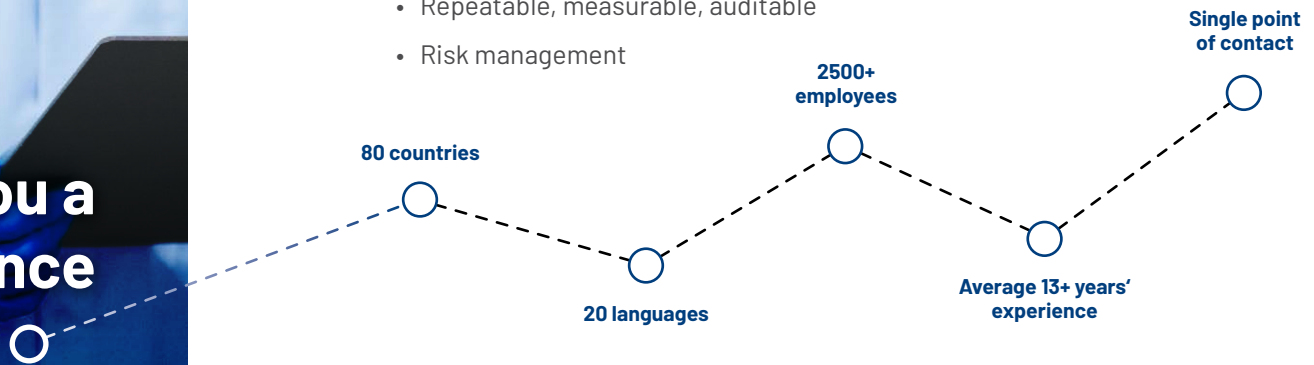 • Repeatable, measurable, auditable
• Risk management
Single point
of contact
2500+
employees
80 countries
ou a
nce
20 languages
Average 13+ years‘
experience